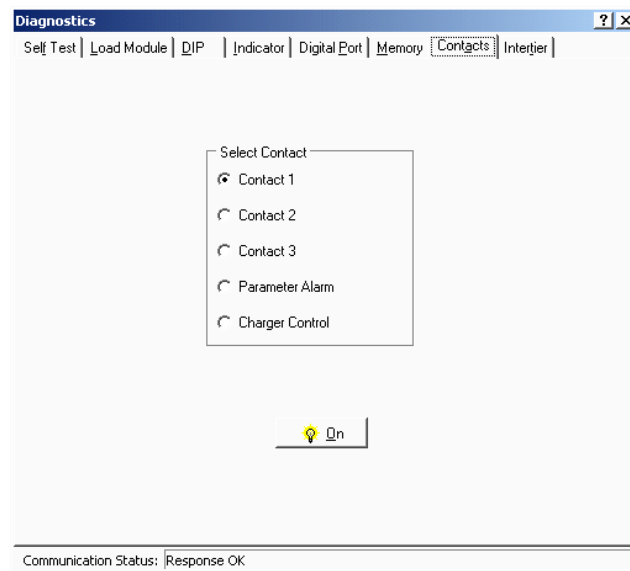 Diagnostics
Self Test Load Module DIP Indicator Digital Port Memory Contacts Intertier
Select Contact
Contact 1
Contact 2
Contact 3
Parameter Alarm
Charger Control
On
Communication Status: Response OK